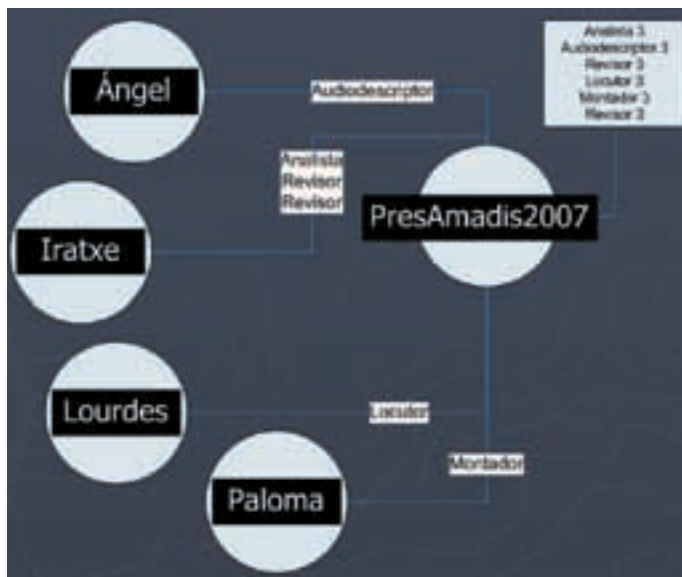 Ángel
Audiodescriptor
Analista 3
Audiodescriptor 3
Revisor 3
Locutor 3
Montador 3
Revisor 3
Analista
Revisor
Revisor
PresAmadis2007
Iratxe
Lourdes
Locutor
Montador
Paloma